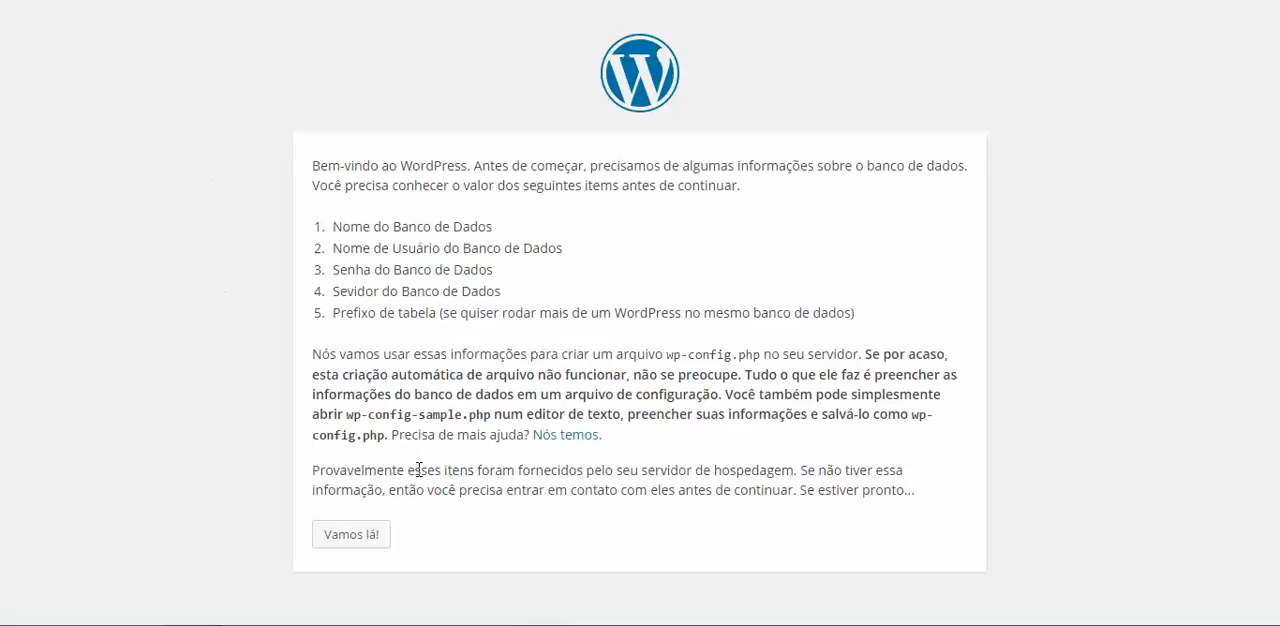 W
Bem-vindo ao WordPress. Antes de começar, precisamos de algumas informações sobre o banco de dados.
Você precisa conhecer o valor dos seguintes items antes de continuar.
1. Nome do Banco de Dados
2. Nome de Usuário do Banco de Dados
3. Senha do Banco de Dados
4. Sevidor do Banco de Dados
5. Prefixo de tabela (se quiser rodar mais de um WordPress no mesmo banco de dados)
Nós vamos usar essas informações para criar um arquivo wp-config.php no seu servidor. Se por acaso,
esta criação automática de arquivo não funcionar, não se preocupe. Tudo o que ele faz é preencher as
informações do banco de dados em um arquivo de configuração. Você também pode simplesmente
abrir wp-config-sample.php num editor de texto, preencher suas informações e salvá-lo como wp-
config.php. Precisa de mais ajuda? Nós temos.
Provavelmente esses itens foram fornecidos pelo seu servidor de hospedagem. Se não tiver essa
informação, então você precisa entrar em contato com eles antes de continuar. Se estiver pronto...
Vamos lá!